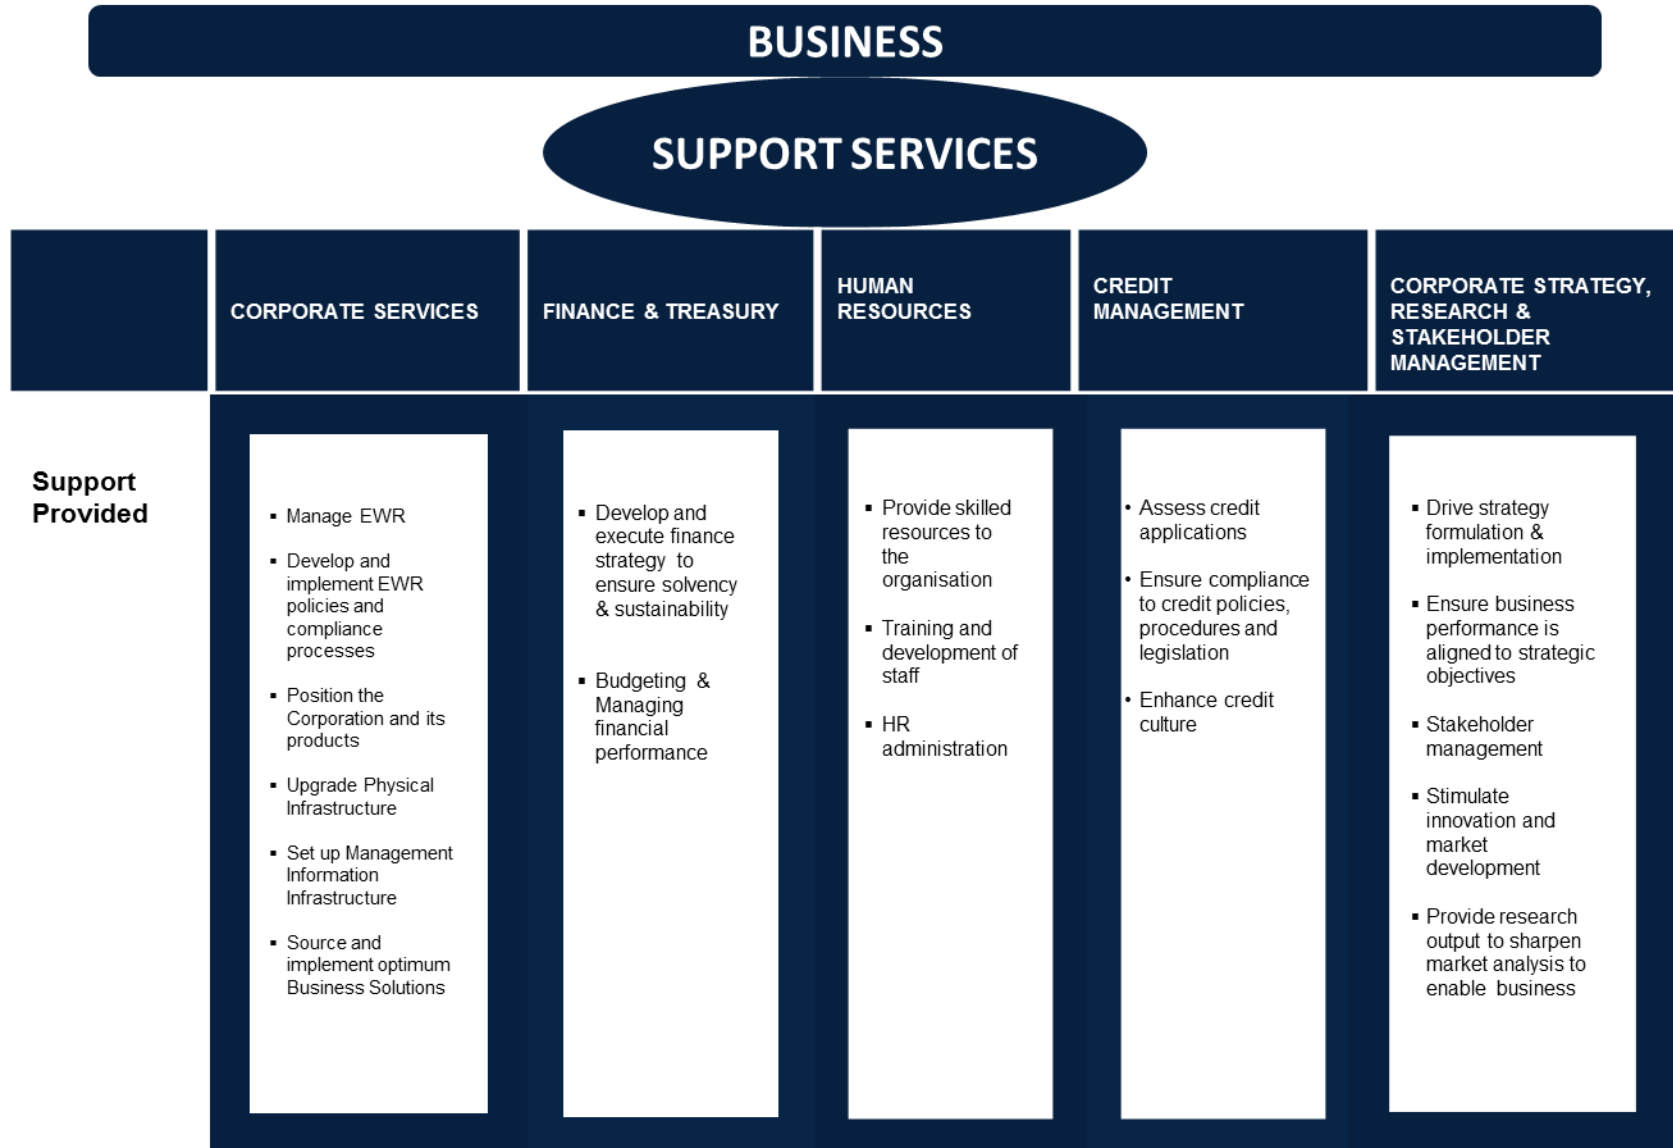 BUSINESS
SUPPORT SERVICES
CORPORATE SERVICES
FINANCE & TREASURY
HUMAN
RESOURCES
CREDIT
MANAGEMENT
CORPORATE STRATEGY,
RESEARCH &
STAKEHOLDER
MANAGEMENT
Support
Provided
▪ Manage EWR
▪ Develop and
implement EWR
policies and
compliance
processes
▪ Position the
Corporation and its
products
▪ Upgrade Physical
Infrastructure
▪ Set up Management
Information
Infrastructure
▪ Source and
implement optimum
Business Solutions
▪ Develop and
execute finance
strategy to
ensure solvency
& sustainability
▪ Budgeting &
Managing
financial
performance
▪ Provide skilled
resources to
the
organisation
▪ Training and
development of
staff
▪ HR
administration
• Assess credit
applications
• Ensure compliance
to credit policies,
procedures and
legislation
• Enhance credit
culture
▪ Drive strategy
formulation &
implementation
▪ Ensure business
performance is
aligned to strategic
objectives
▪ Stakeholder
management
▪ Stimulate
innovation and
market
development
▪ Provide research
output to sharpen
market analysis to
enable business